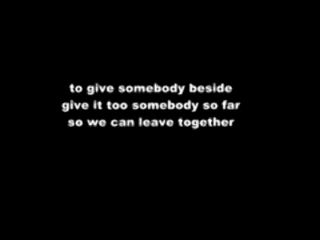 to give somebody beside
give it too somebody so far
so we can leave together